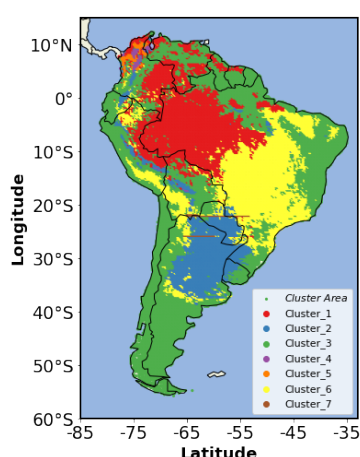 10°N
0°
10°S
20°S
30°S
40°S
50°S
60°S
Longitude
Cluster Area
Cluster_1
Cluster_2
Cluster_3
Cluster_4
Cluster_5
Cluster_6
Cluster_7
-85 -75 -65 -55 -45 -35
Latitude